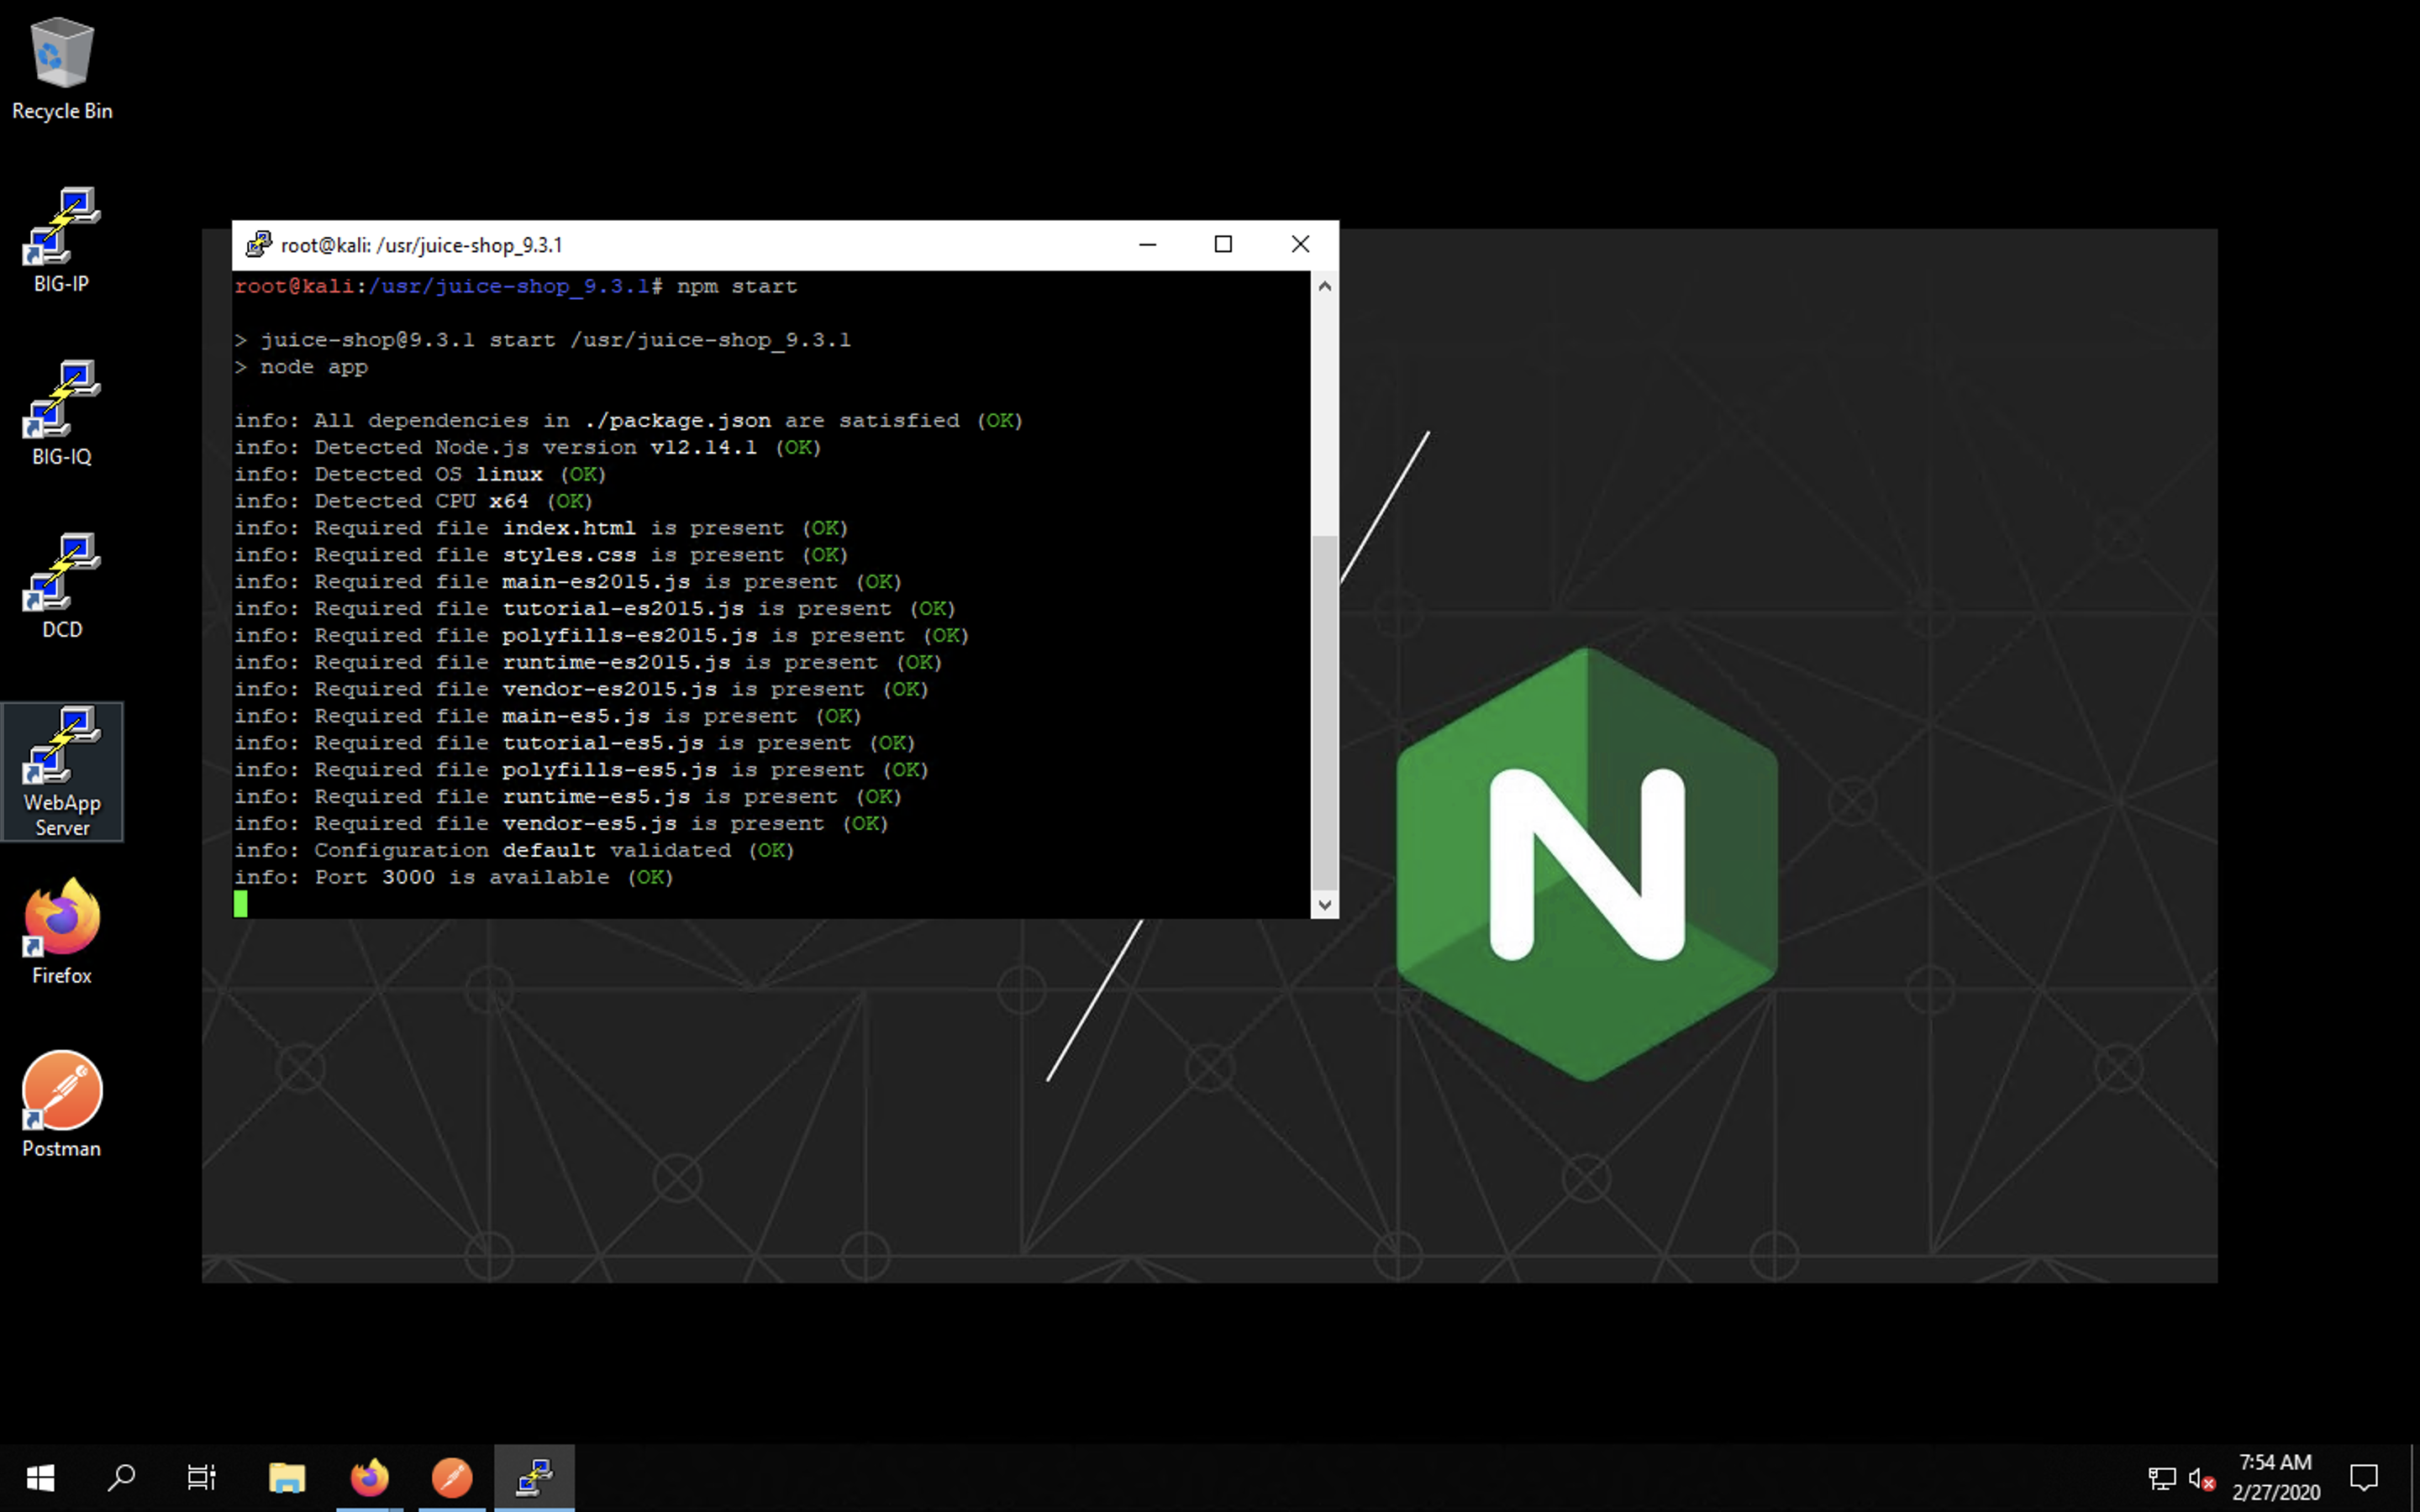 Recycle Bin
BIG-IP
BIG-IQ
DCD
WebApp
Server
Firefox
Postman
root@kali: /usr/juice-shop_9.3.1
root@kali:/usr/juice-shop_9.3.1# npm start
> juice-shop@9.3.1 start /usr/juice-shop_9.3.1
> node app
info: All dependencies in ./package.json are satisfied (OK)
info: Detected Node.js version v12.14.1 (OK)
info: Detected OS linux (OK)
info: Detected CPU x64 (OK)
info: Required file index.html is present (OK)
info: Required file styles.css is present (OK)
info: Required file main-es2015.js is present (OK)
info: Required file tutorial-es2015.js is present (OK)
info: Required file polyfills-es2015.js is present (OK)
info: Required file runtime-es2015.js is present (OK)
info: Required file vendor-es2015.js is present (OK)
info: Required file main-es5.js is present (OK)
info: Required file tutorial-es5.js is present (OK)
info: Required file polyfills-es5.js is present (OK)
info: Required file runtime-es5.js is present (OK)
info: Required file vendor-es5.js is present (OK)
info: Configuration default validated (OK)
info: Port 3000 is available (OK)
N
7:54 AM
2/27/2020